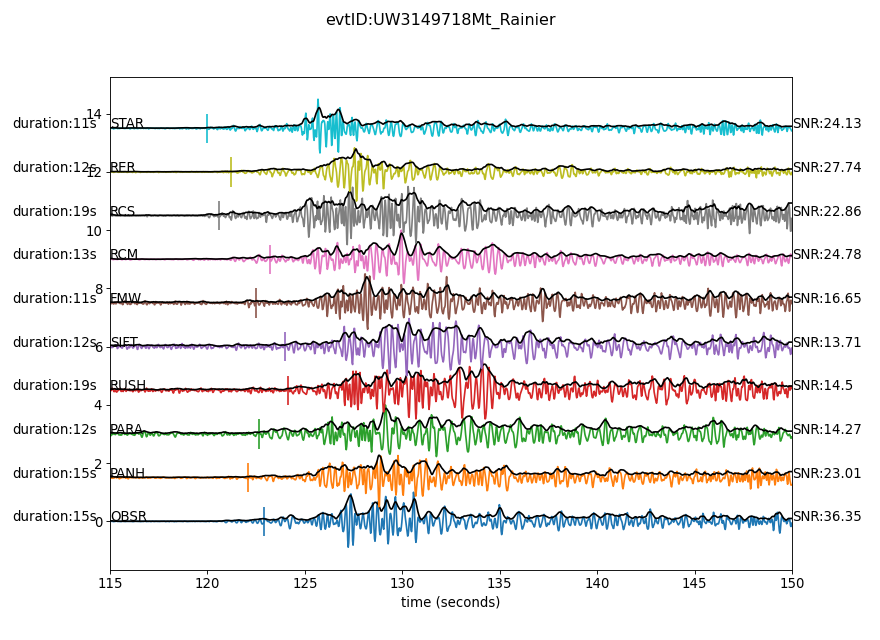 evtID:UW3149718Mt_Rainier
14
duration:11s STAR SNR:24.13
duration:12s RER SNR:27.74
12
duration:19s RCS SNR:22.86
10
duration:13s RCM SNR:24.78
8
duration:11s FMW SNR:16.65
duration:12s SIFT SNR:13.71
6
duration:19s RUSH SNR:14.5
4
duration:12s PARA SNR:14.27
2
duration:15s PANH SNR:23.01
duration:15s OBSR SNR:36.35
0
115 120 125 130 135 140 145 150
time (seconds)